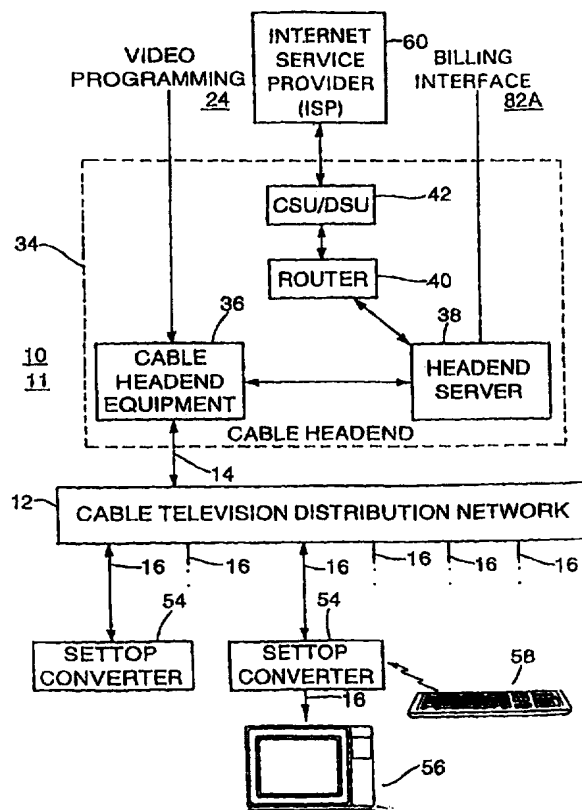 VIDEO
PROGRAMMING
24
INTERNET
SERVICE
PROVIDER
(ISP)
60
BILLING
INTERFACE
82A
CSU/DSU
42
34
ROUTER
40
36
38
10
11
CABLE
HEADEND
EQUIPMENT
HEADEND
SERVER
CABLE HEADEND
14
12
CABLE TELEVISION DISTRIBUTION NETWORK
16
16
16
16
16
16
54
54
SETTOP
CONVERTER
SETTOP
CONVERTER
58
16
56